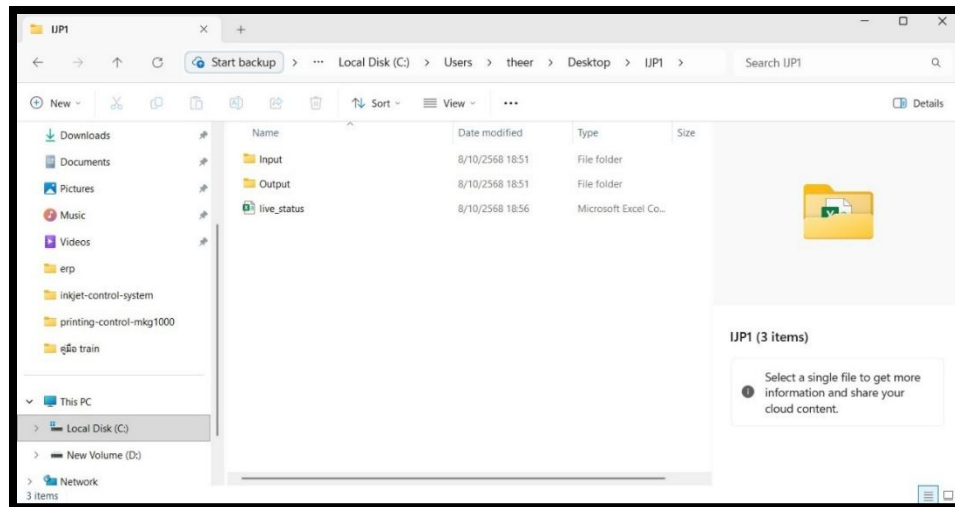 IJP1
Start backup > ... Local Disk (C:) > Users > theer > Desktop > IJP1 >
Search IJP1
New
Sort
View
...
Details
Downloads
Documents
Pictures
Music
Videos
erp
inkjet-control-system
printing-control-mkg1000
คู่มือ train
This PC
Local Disk (C:)
New Volume (D:)
Network
3 items
Name Date modified Type Size
Input 8/10/2568 18:51 File folder
Output 8/10/2568 18:51 File folder
live_status 8/10/2568 18:56 Microsoft Excel Co...
IJP1 (3 items)
Select a single file to get more
information and share your
cloud content.